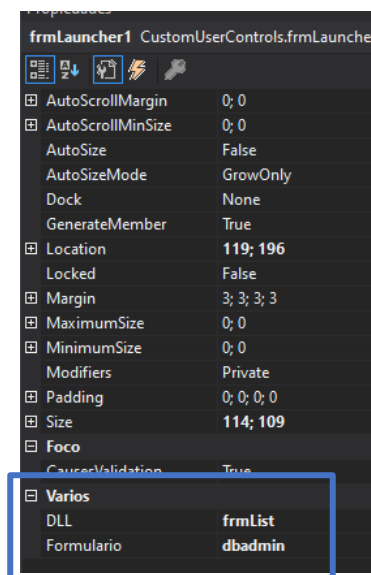 Propiedades
frmLauncher1 CustomUserControls.frmLaunche
AutoScrollMargin 0; 0
AutoScrollMinSize 0; 0
AutoSize False
AutoSizeMode GrowOnly
Dock None
GenerateMember True
Location 119; 196
Locked False
Margin 3; 3; 3; 3
MaximumSize 0; 0
MinimumSize 0; 0
Modifiers Private
Padding 0; 0; 0; 0
Size 114; 109
Foco
CausesValidation True
Varios
DLL frmList
Formulario dbadmin